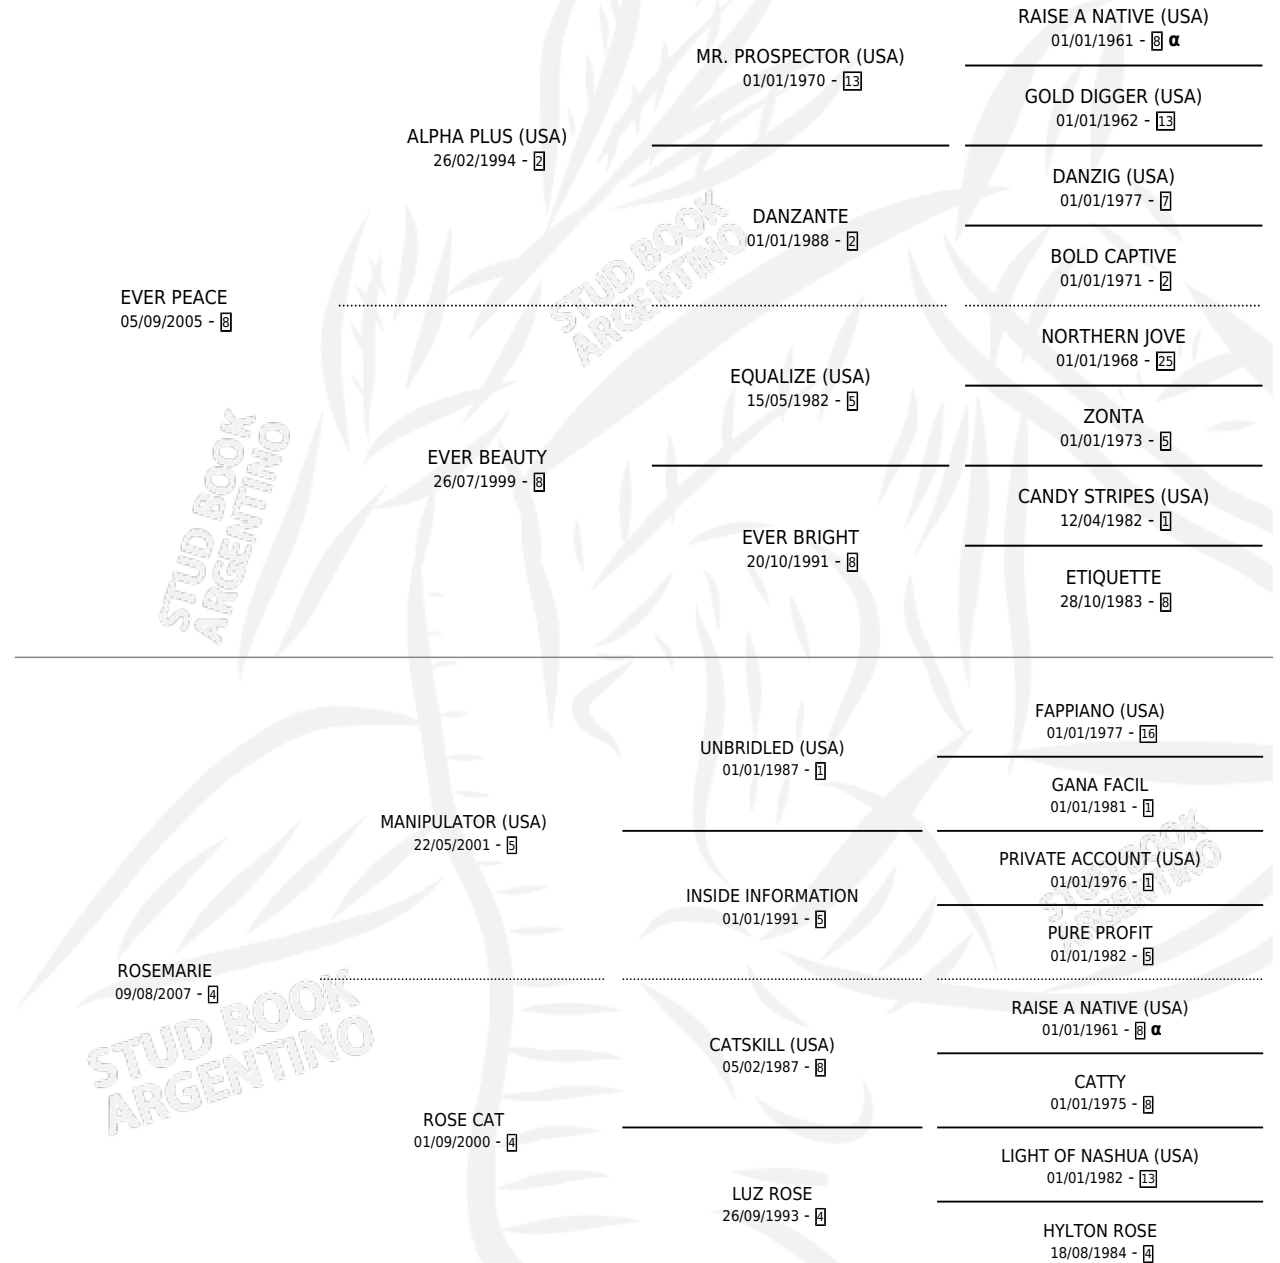 RAISE A NATIVE (USA)
01/01/1961 - 8 α
MR. PROSPECTOR (USA)
01/01/1970 - 13
GOLD DIGGER (USA)
01/01/1962 - 13
ALPHA PLUS (USA)
26/02/1994 - 2
DANZIG (USA)
01/01/1977 - 7
DANZANTE
01/01/1988 - 2
BOLD CAPTIVE
01/01/1971 - 2
EVER PEACE
05/09/2005 - 8
NORTHERN JOVE
01/01/1968 - 25
EQUALIZE (USA)
15/05/1982 - 5
ZONTA
01/01/1973 - 5
EVER BEAUTY
26/07/1999 - 8
CANDY STRIPES (USA)
12/04/1982 - 1
EVER BRIGHT
20/10/1991 - 8
ETIQUETTE
28/10/1983 - 8
STUD BOOK
ARGENTINO
STUD BOOK
ARGENTINO
FAPPIANO (USA)
01/01/1977 - 16
UNBRIDLED (USA)
01/01/1987 - 1
GANA FACIL
01/01/1981 - 1
MANIPULATOR (USA)
22/05/2001 - 5
PRIVATE ACCOUNT (USA)
01/01/1976 - 1
INSIDE INFORMATION
01/01/1991 - 5
PURE PROFIT
01/01/1982 - 5
STUD BOOK
ARGENTINO
ROSEMARIE
09/08/2007 - 4
RAISE A NATIVE (USA)
01/01/1961 - 8 α
CATSKILL (USA)
05/02/1987 - 8
CATTY
01/01/1975 - 8
ROSE CAT
01/09/2000 - 4
LIGHT OF NASHUA (USA)
01/01/1982 - 13
LUZ ROSE
26/09/1993 - 4
HYLTON ROSE
18/08/1984 - 4
STUD BOOK
ARGENTINO